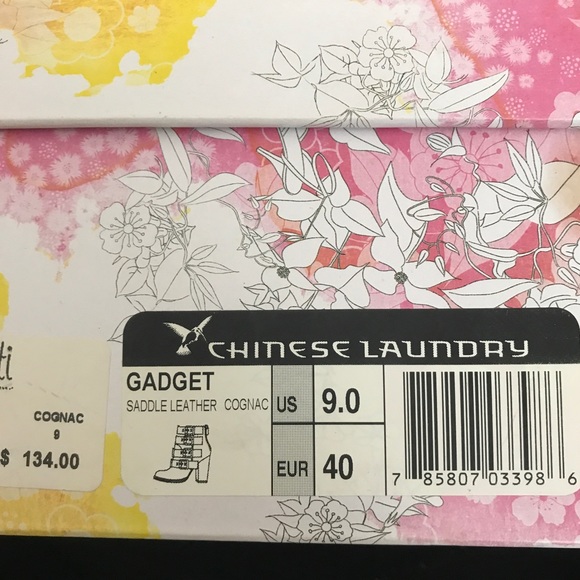 CHINESE LAUNDRY
GADGET
SADDLE LEATHER COGNAC
US 9.0
EUR 40
7 85807 03398 6
COGNAC
9
$ 134.00